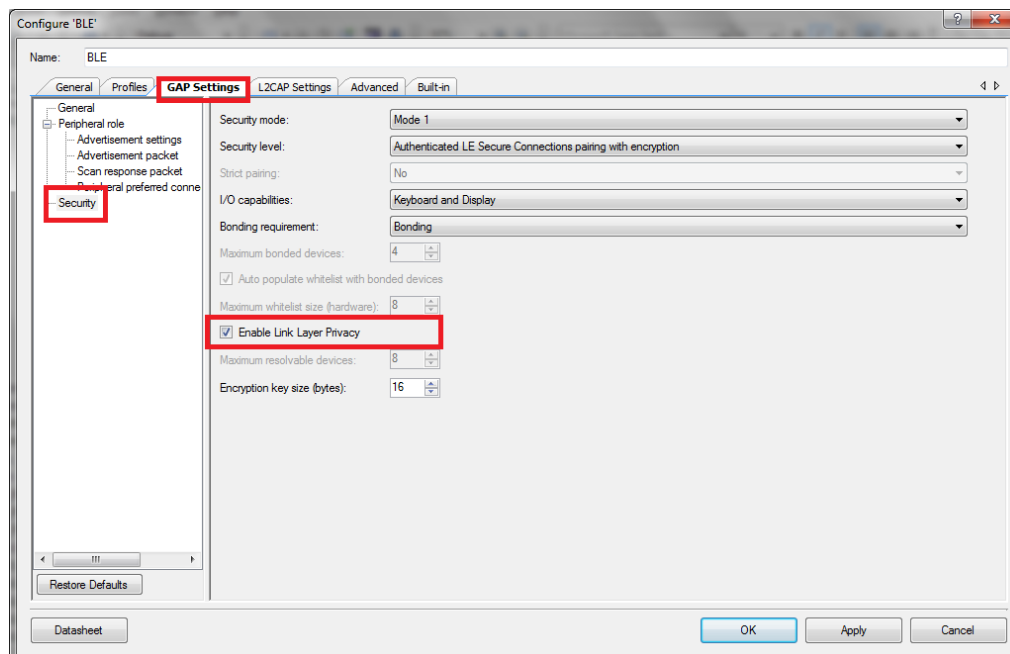 Configure 'BLE'
Name: BLE
General Profiles GAP Settings L2CAP Settings Advanced Built-in
General
Peripheral role
Advertisement settings
Advertisement packet
Scan response packet
Peripheral preferred conne
Security
Security mode: Mode 1
Security level: Authenticated LE Secure Connections pairing with encryption
Strict pairing: No
I/O capabilities: Keyboard and Display
Bonding requirement: Bonding
Maximum bonded devices: 4
Auto populate whitelist with bonded devices
Maximum whitelist size (hardware): 8
Enable Link Layer Privacy
Maximum resolvable devices: 8
Encryption key size (bytes): 16
Restore Defaults
Datasheet OK Apply Cancel